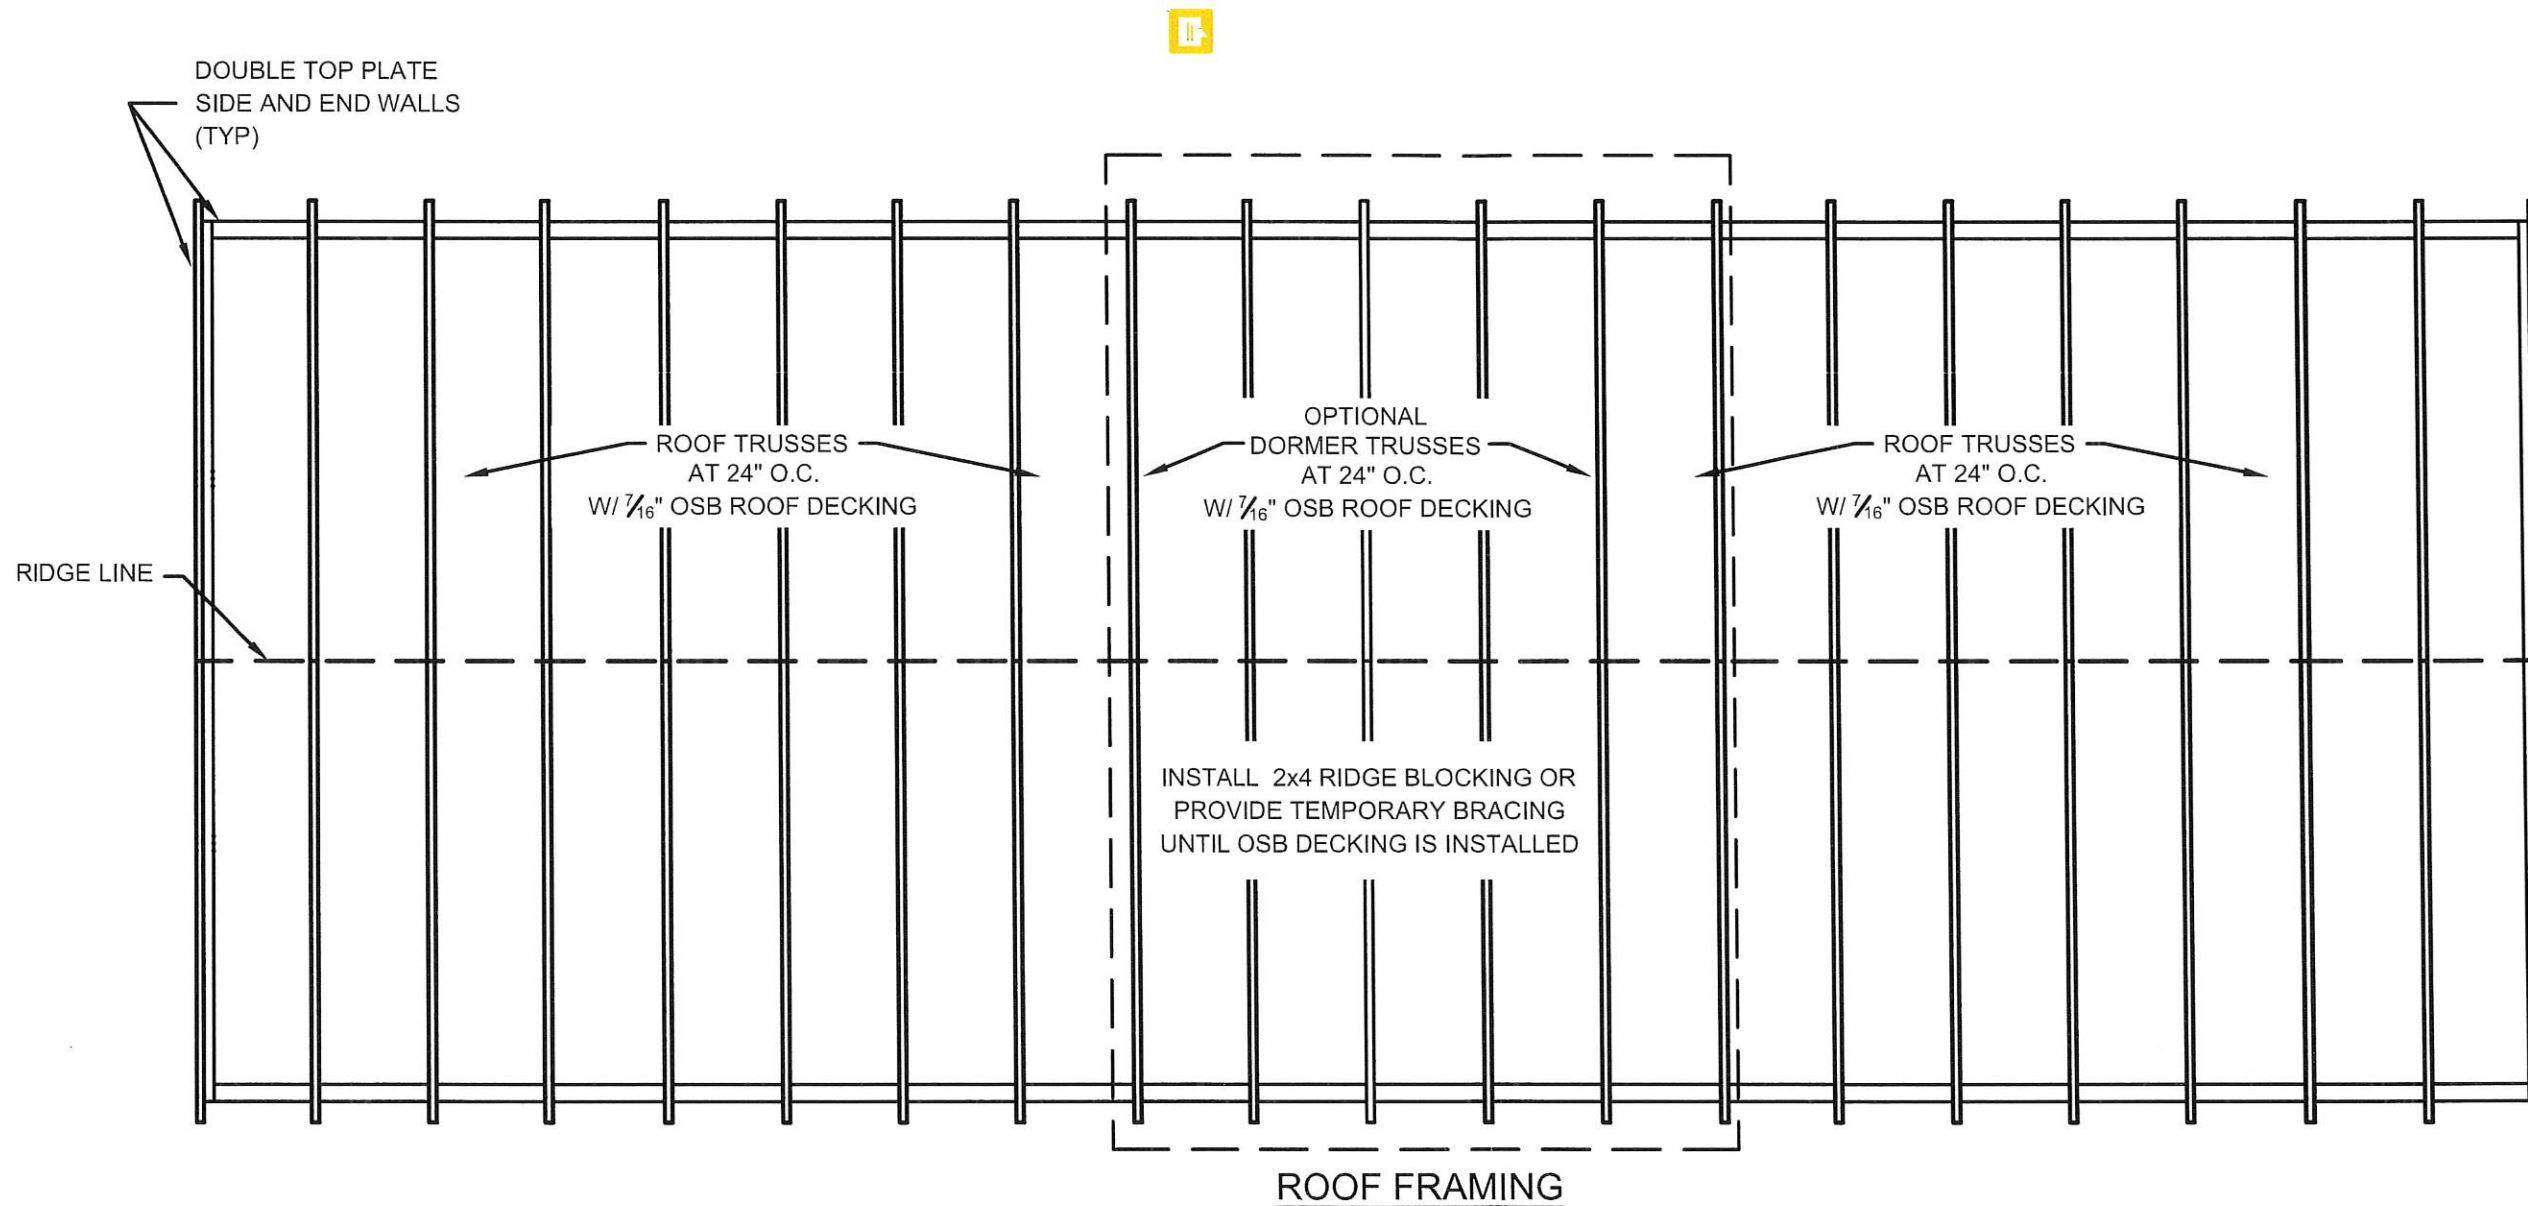 DOUBLE TOP PLATE
SIDE AND END WALLS
(TYP)
ROOF TRUSSES
AT 24" O.C.
W/ 7/16" OSB ROOF DECKING
OPTIONAL
DORMER TRUSSES
AT 24" O.C.
W/ 7/16" OSB ROOF DECKING
ROOF TRUSSES
AT 24" O.C.
W/ 7/16" OSB ROOF DECKING
RIDGE LINE
INSTALL 2x4 RIDGE BLOCKING OR
PROVIDE TEMPORARY BRACING
UNTIL OSB DECKING IS INSTALLED
ROOF FRAMING